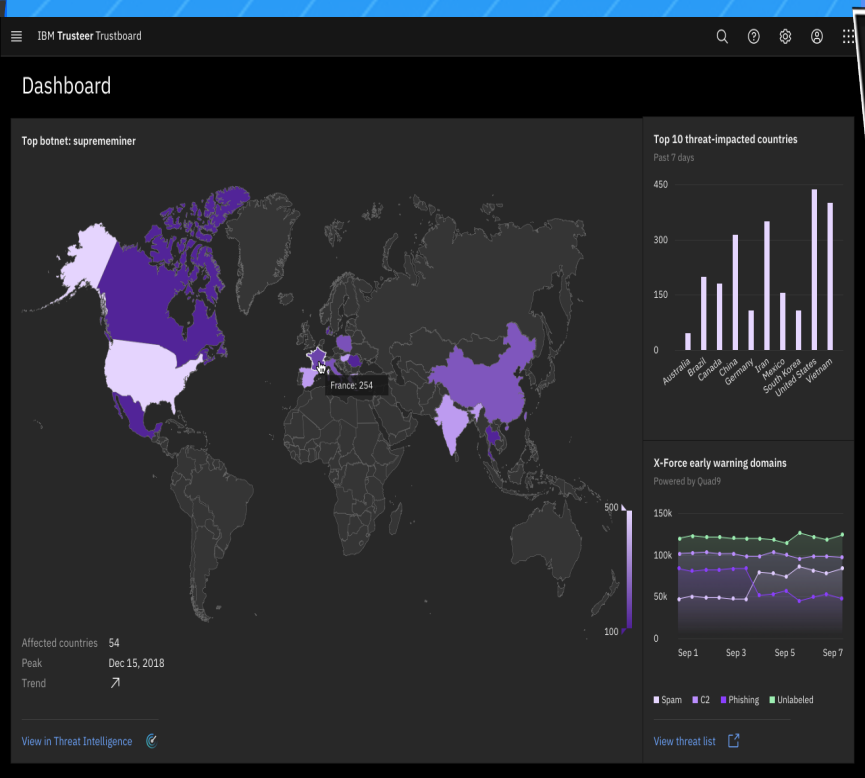 IBM Trusteer Trustboard
Dashboard
Top botnet: suprememiner
France: 254
500
100
Affected countries 54
Peak Dec 15, 2018
Trend
View in Threat Intelligence
Top 10 threat-impacted countries
Past 7 days
450
300
150
0
Australia
Brazil
Canada
China
Germany
Iran
Mexico
South Korea
United States
Vietnam
X-Force early warning domains
Powered by Quad9
150k
100k
50k
0
Sep 1 Sep 3 Sep 5 Sep 7
Spam C2 Phishing Unlabeled
View threat list